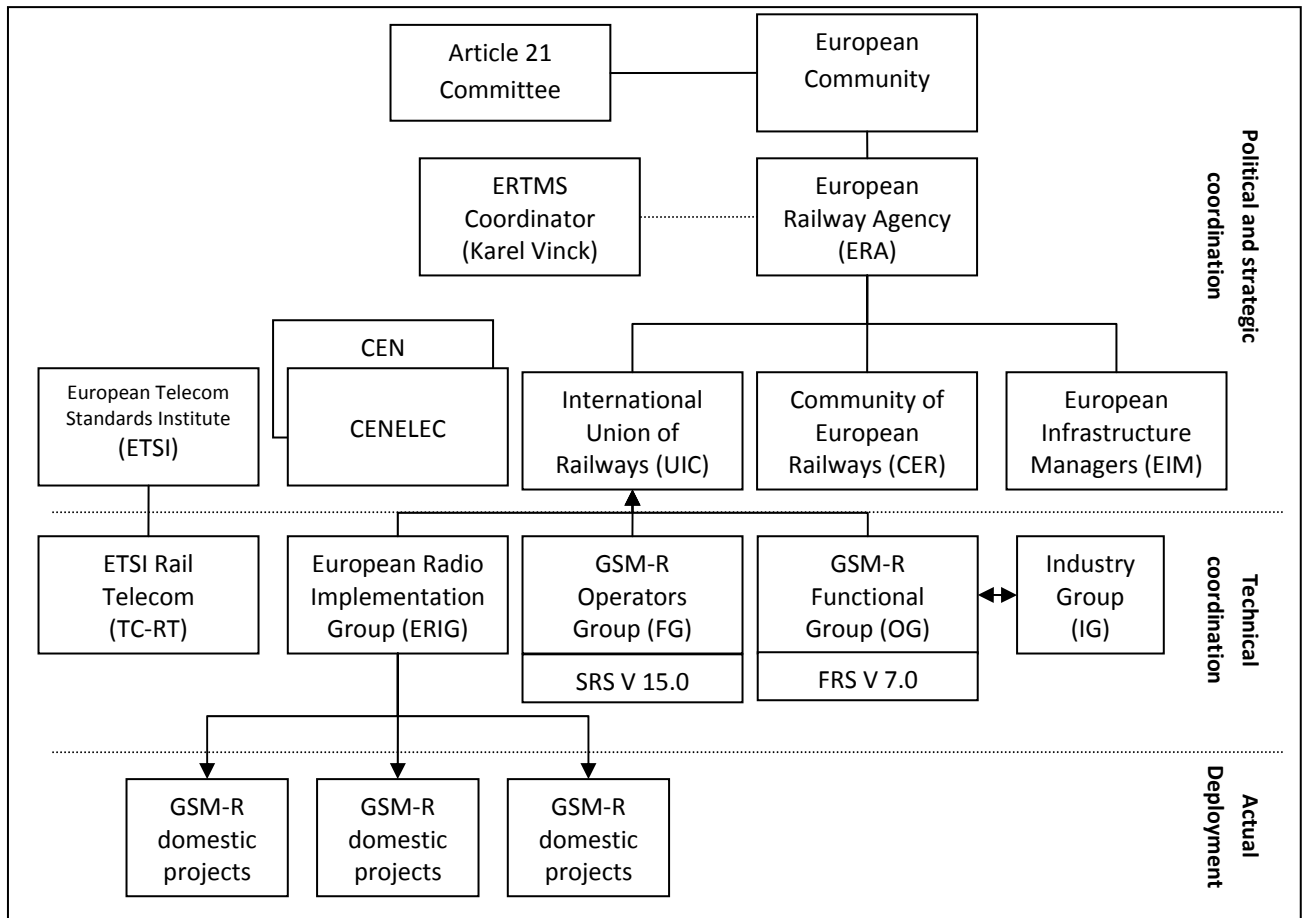 Article 21
Committee
European
Community
ERTMS
Coordinator
(Karel Vinck)
European
Railway Agency
(ERA)
Political and strategic
coordination
CEN
CENELEC
European Telecom
Standards Institute
(ETSI)
International
Union of
Railways (UIC)
Community of
European
Railways (CER)
European
Infrastructure
Managers (EIM)
ETSI Rail
Telecom
(TC-RT)
European Radio
Implementation
Group (ERIG)
GSM-R
Operators
Group (FG)
SRS V 15.0
GSM-R
Functional
Group (OG)
FRS V 7.0
Industry
Group
(IG)
Technical
coordination
GSM-R
domestic
projects
GSM-R
domestic
projects
GSM-R
domestic
projects
Actual
Deployment